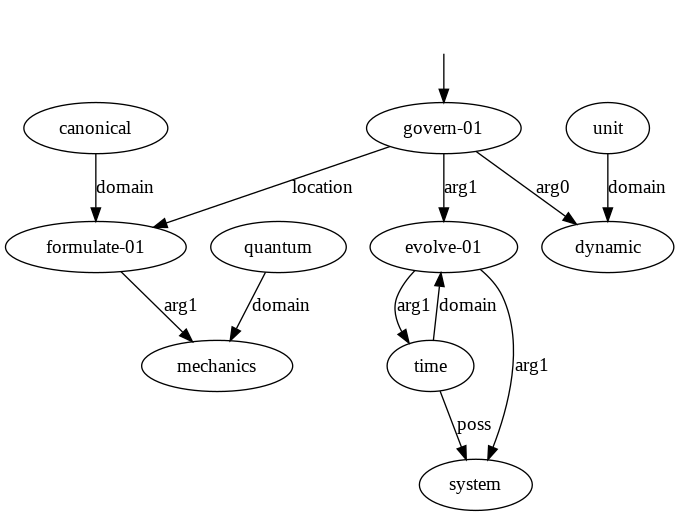 canonical govern-01 unit
domain location arg1 arg0 domain
formulate-01 quantum evolve-01 dynamic
arg1 domain arg1 domain
mechanics time arg1
poss
system